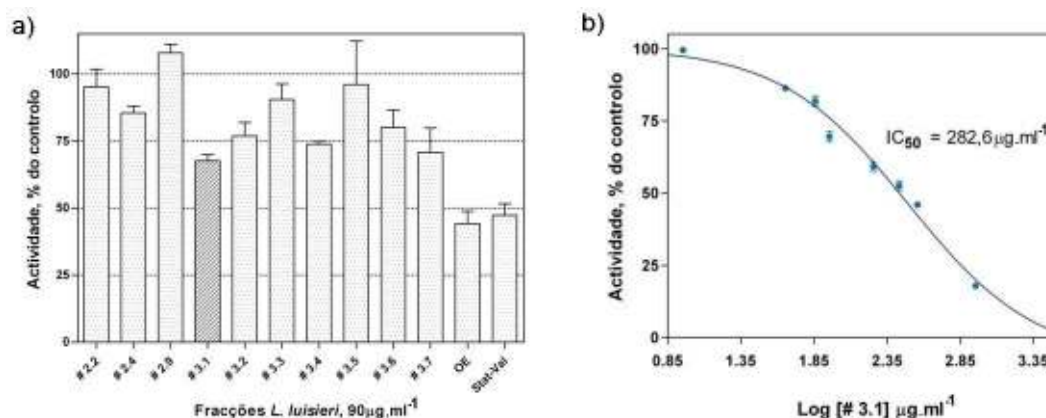 a)
Actividade, % do controlo
100
75
50
25
0
# 2.2
# 2.4
# 2.9
# 3.1
# 3.2
# 3.3
# 3.4
# 3.5
# 3.6
# 3.7
OE
Stat-Val
Fracções L. luisieri, 90µg.ml-1
b)
Actividade, % do controlo
100
75
50
25
0
IC50 = 282,6µg.ml-1
0.85
1.35
1.85
2.35
2.85
3.35
Log [# 3.1] µg.ml-1